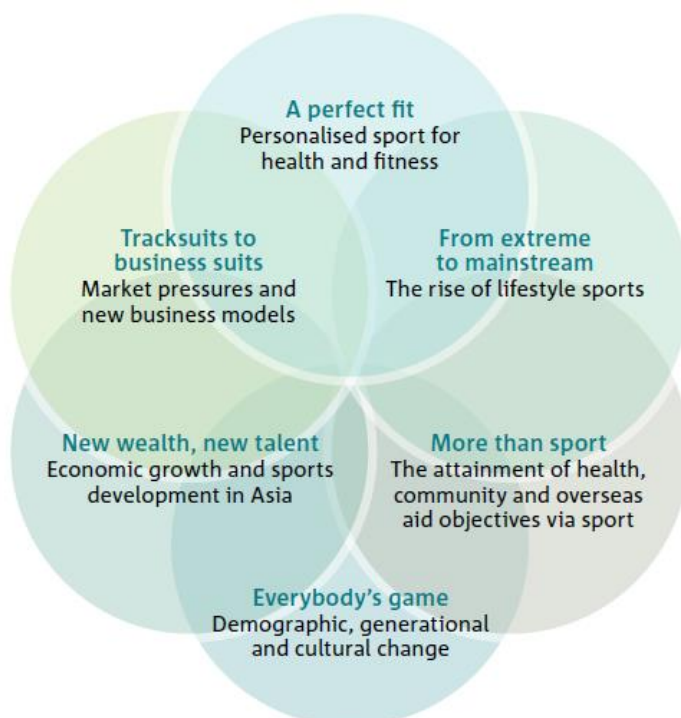 A perfect fit
Personalised sport for
health and fitness
Tracksuits to
business suits
Market pressures and
new business models
From extreme
to mainstream
The rise of lifestyle sports
New wealth, new talent
Economic growth and sports
development in Asia
More than sport
The attainment of health,
community and overseas
aid objectives via sport
Everybody's game
Demographic, generational
and cultural change